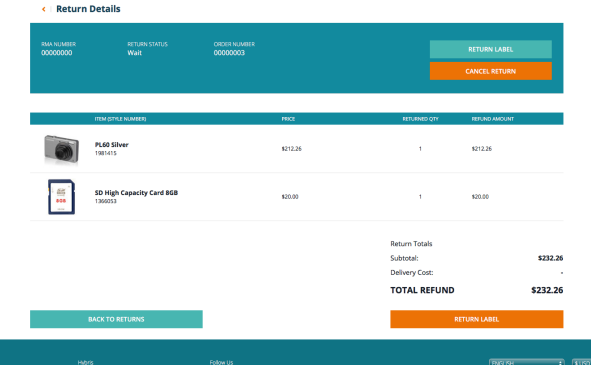 Return Details
RMA NUMBER RETURN STATUS ORDER NUMBER
00000000 Wait 00000003
RETURN LABEL
CANCEL RETURN
ITEM (STYLE NUMBER) PRICE RETURNED QTY REFUND AMOUNT
PL60 Silver
1981415
$212.26 1 $212.26
SD High Capacity Card 8GB
1366053
$20.00 1 $20.00
Return Totals
Subtotal: $232.26
Delivery Cost: -
TOTAL REFUND $232.26
BACK TO RETURNS RETURN LABEL
Hybris Follow Us ENGLISH $ USD